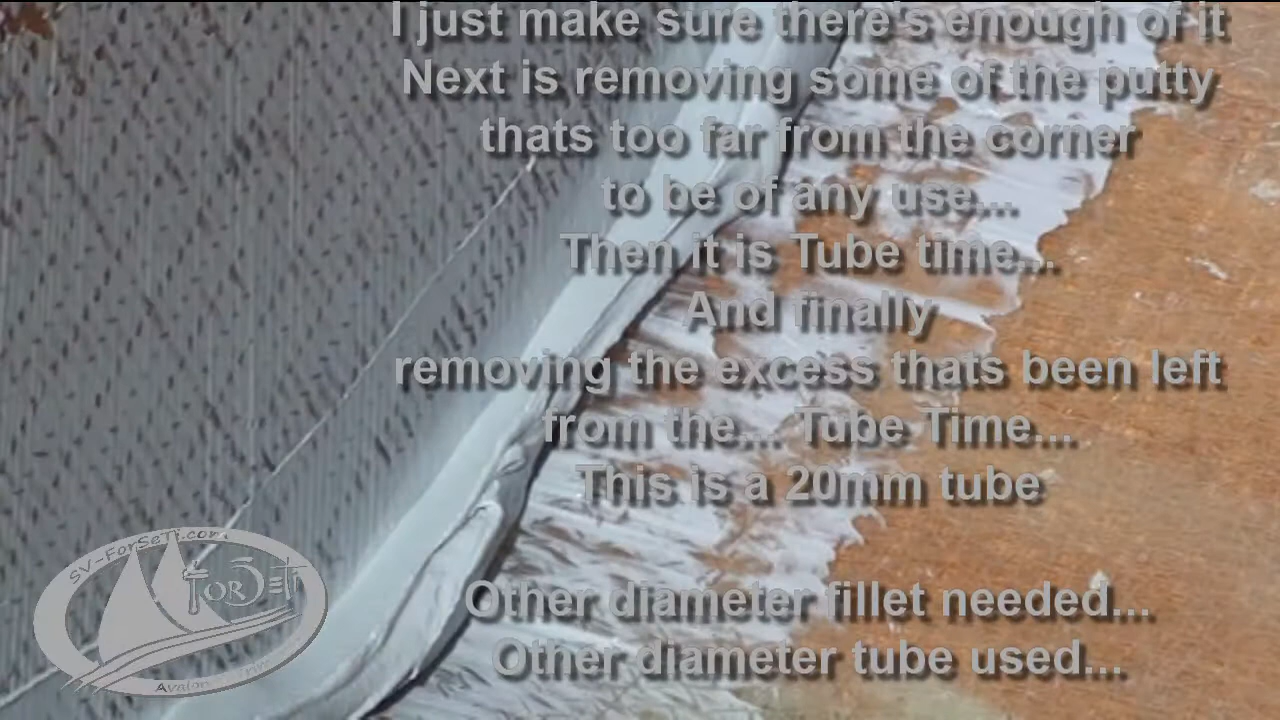 I just make sure there's enough of it
Next is removing some of the putty
thats too far from the corner
to be of any use...
Then it is Tube time...
And finally
removing the excess thats been left
from the.... Tube Time...
This is a 20mm tube
Other diameter fillet needed...
Other diameter tube used...
SV-ForSeTi.com
ForSeti